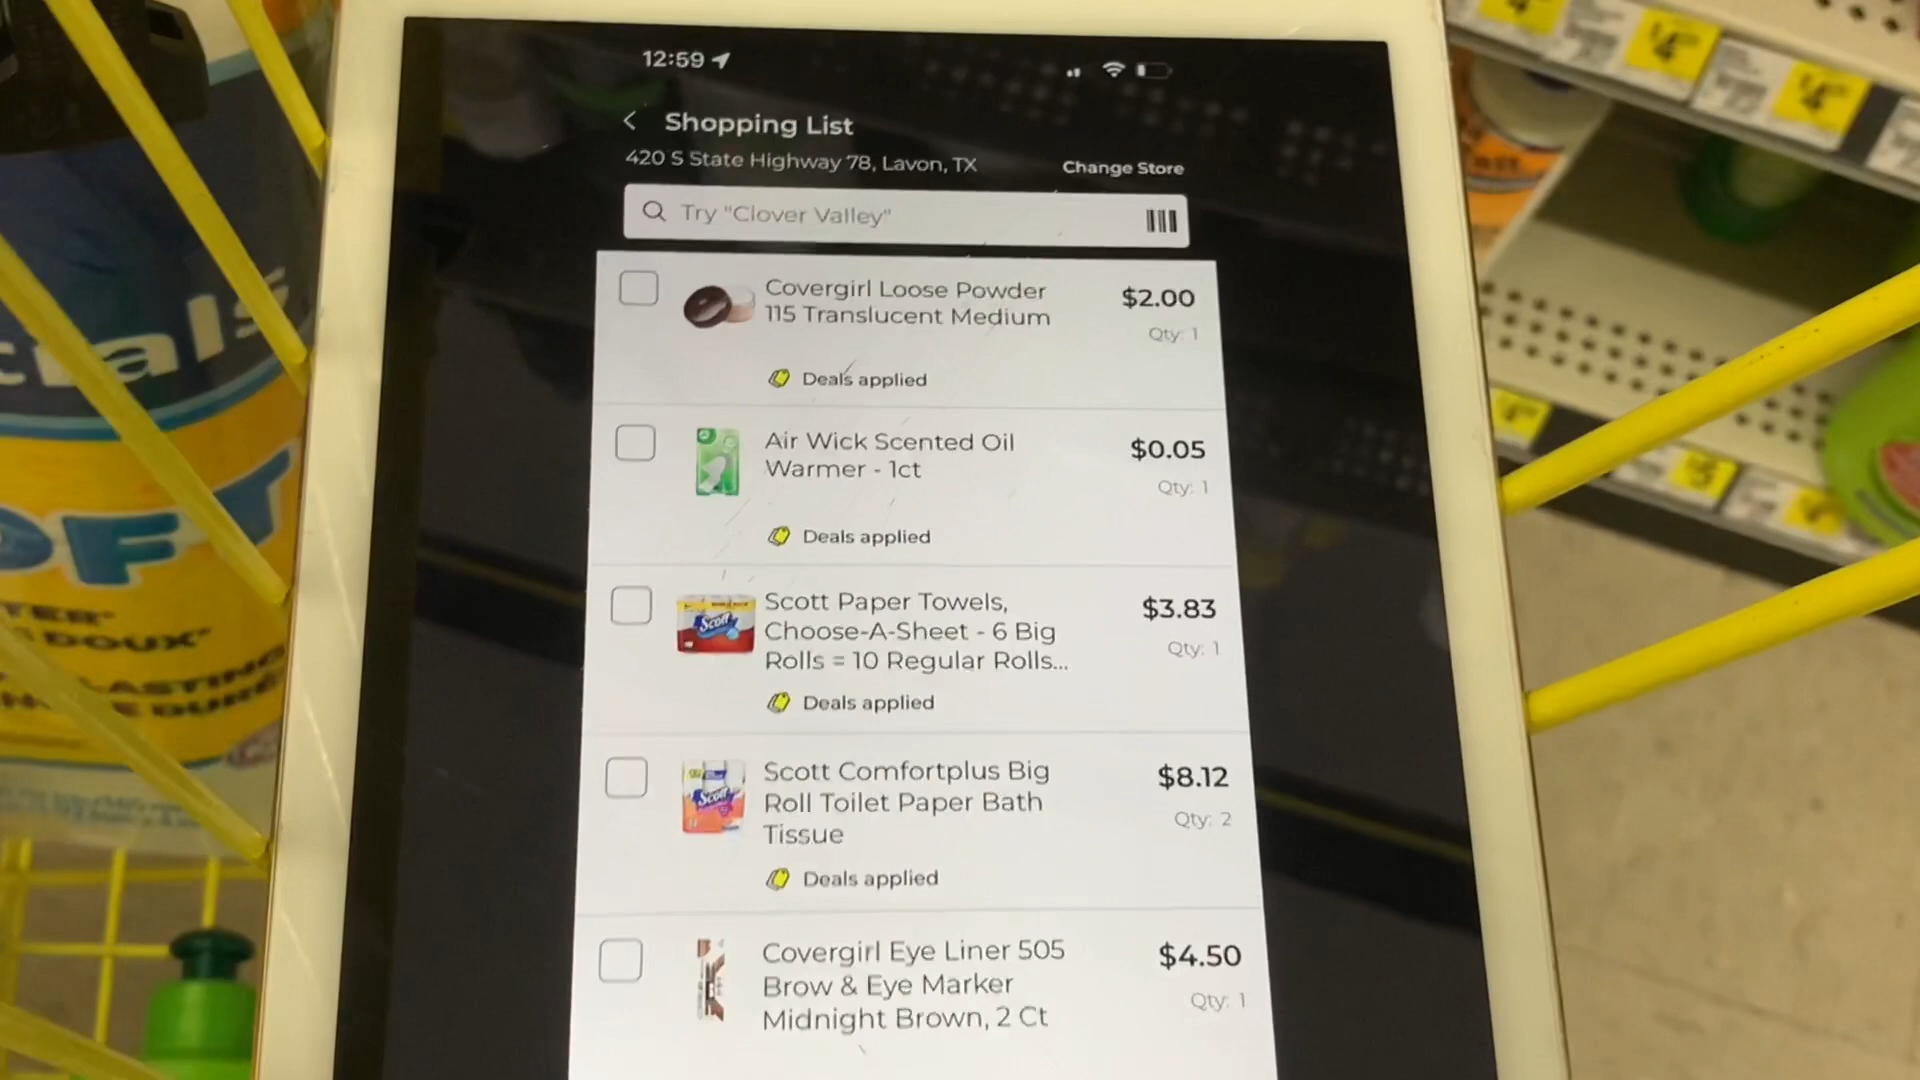 12:59
Shopping List
420 S State Highway 78, Lavon, TX
Change Store
Try "Clover Valley"
Covergirl Loose Powder
115 Translucent Medium
$2.00
Qty: 1
Deals applied
Air Wick Scented Oil
Warmer - 1ct
$0.05
Qty: 1
Deals applied
Scott Paper Towels,
Choose-A-Sheet - 6 Big
Rolls = 10 Regular Rolls...
$3.83
Qty: 1
Deals applied
Scott
Scott Comfortplus Big
Roll Toilet Paper Bath
Tissue
$8.12
Qty: 2
Deals applied
Scott
Covergirl Eye Liner 505
Brow & Eye Marker
Midnight Brown, 2 Ct
$4.50
Qty: 1
DOUX